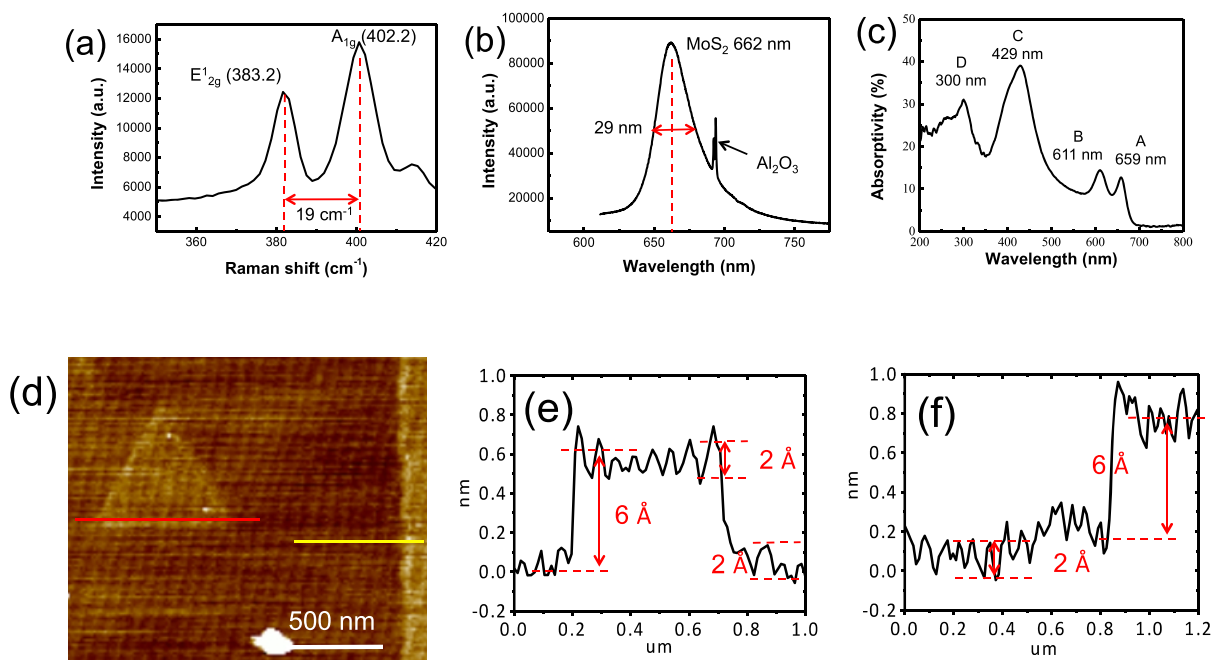 (a)
16000
14000
12000
10000
8000
6000
4000
Intensity (a.u.)
A1g (402.2)
E¹2g (383.2)
19 cm⁻¹
360
380
400
420
Raman shift (cm⁻¹)
(b)
100000
80000
60000
40000
20000
Intensity (a.u.)
MoS₂ 662 nm
29 nm
Al₂O₃
600
650
700
750
Wavelength (nm)
(c)
50
40
30
20
10
0
Absorptivity (%)
D
300 nm
C
429 nm
B
611 nm
A
659 nm
200
300
400
500
600
700
800
Wavelength (nm)
(d)
500 nm
(e)
1.0
0.8
0.6
0.4
0.2
0.0
-0.2
nm
6 Å
2 Å
2 Å
0.0
0.2
0.4
0.6
0.8
1.0
um
(f)
1.0
0.8
0.6
0.4
0.2
0.0
-0.2
nm
6 Å
2 Å
0.0
0.2
0.4
0.6
0.8
1.0
1.2
um